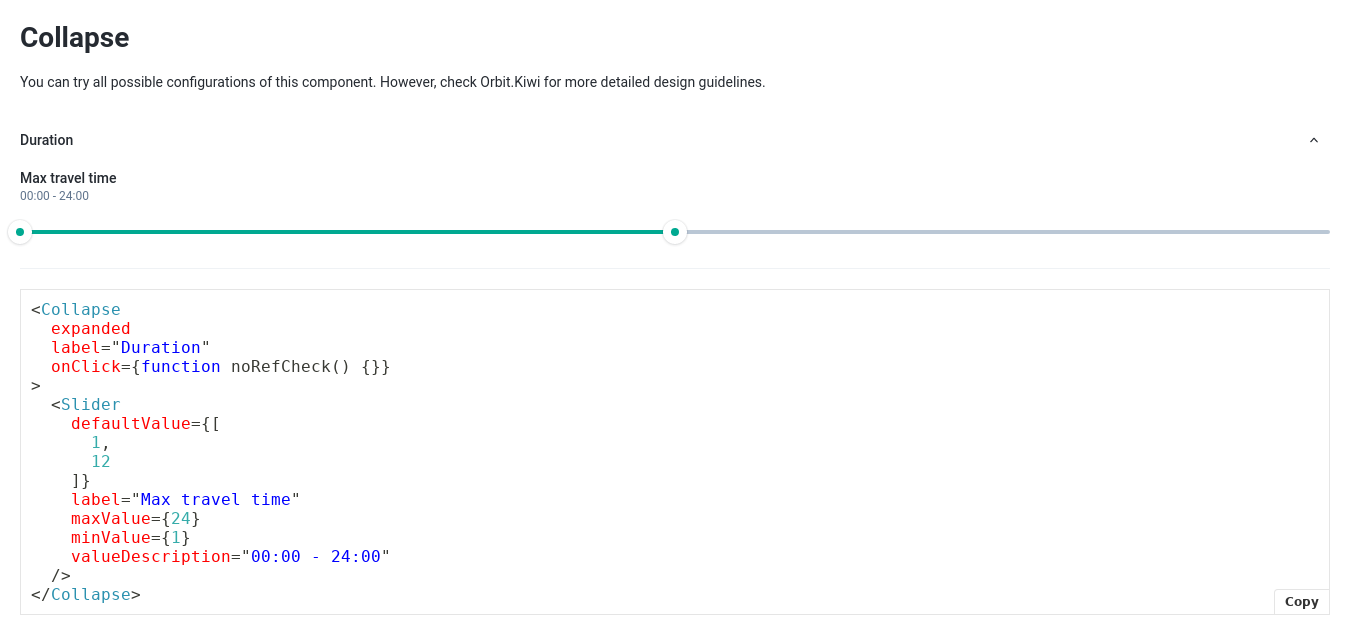 Collapse
You can try all possible configurations of this component. However, check Orbit.Kiwi for more detailed design guidelines.
Duration
Max travel time
00:00 - 24:00
<Collapse
  expanded
  label="Duration"
  onClick={function noRefCheck() {}}
>
  <Slider
    defaultValue={[
      1,
      12
    ]}
    label="Max travel time"
    maxValue={24}
    minValue={1}
    valueDescription="00:00 - 24:00"
  />
</Collapse>
Copy